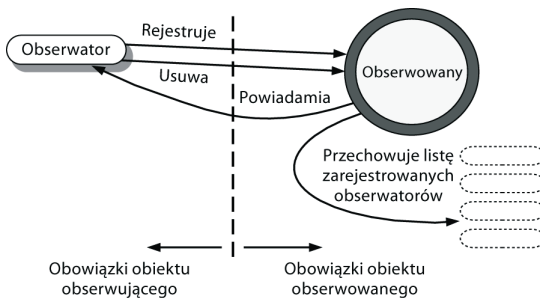 Rejestruje
Obserwator
Usuwa
Obserwowany
Powiadamia
Przechowuje listę
zarejestrowanych
obserwatorów
Obowiązki obiektu
obserwującego
Obowiązki obiektu
obserwowanego